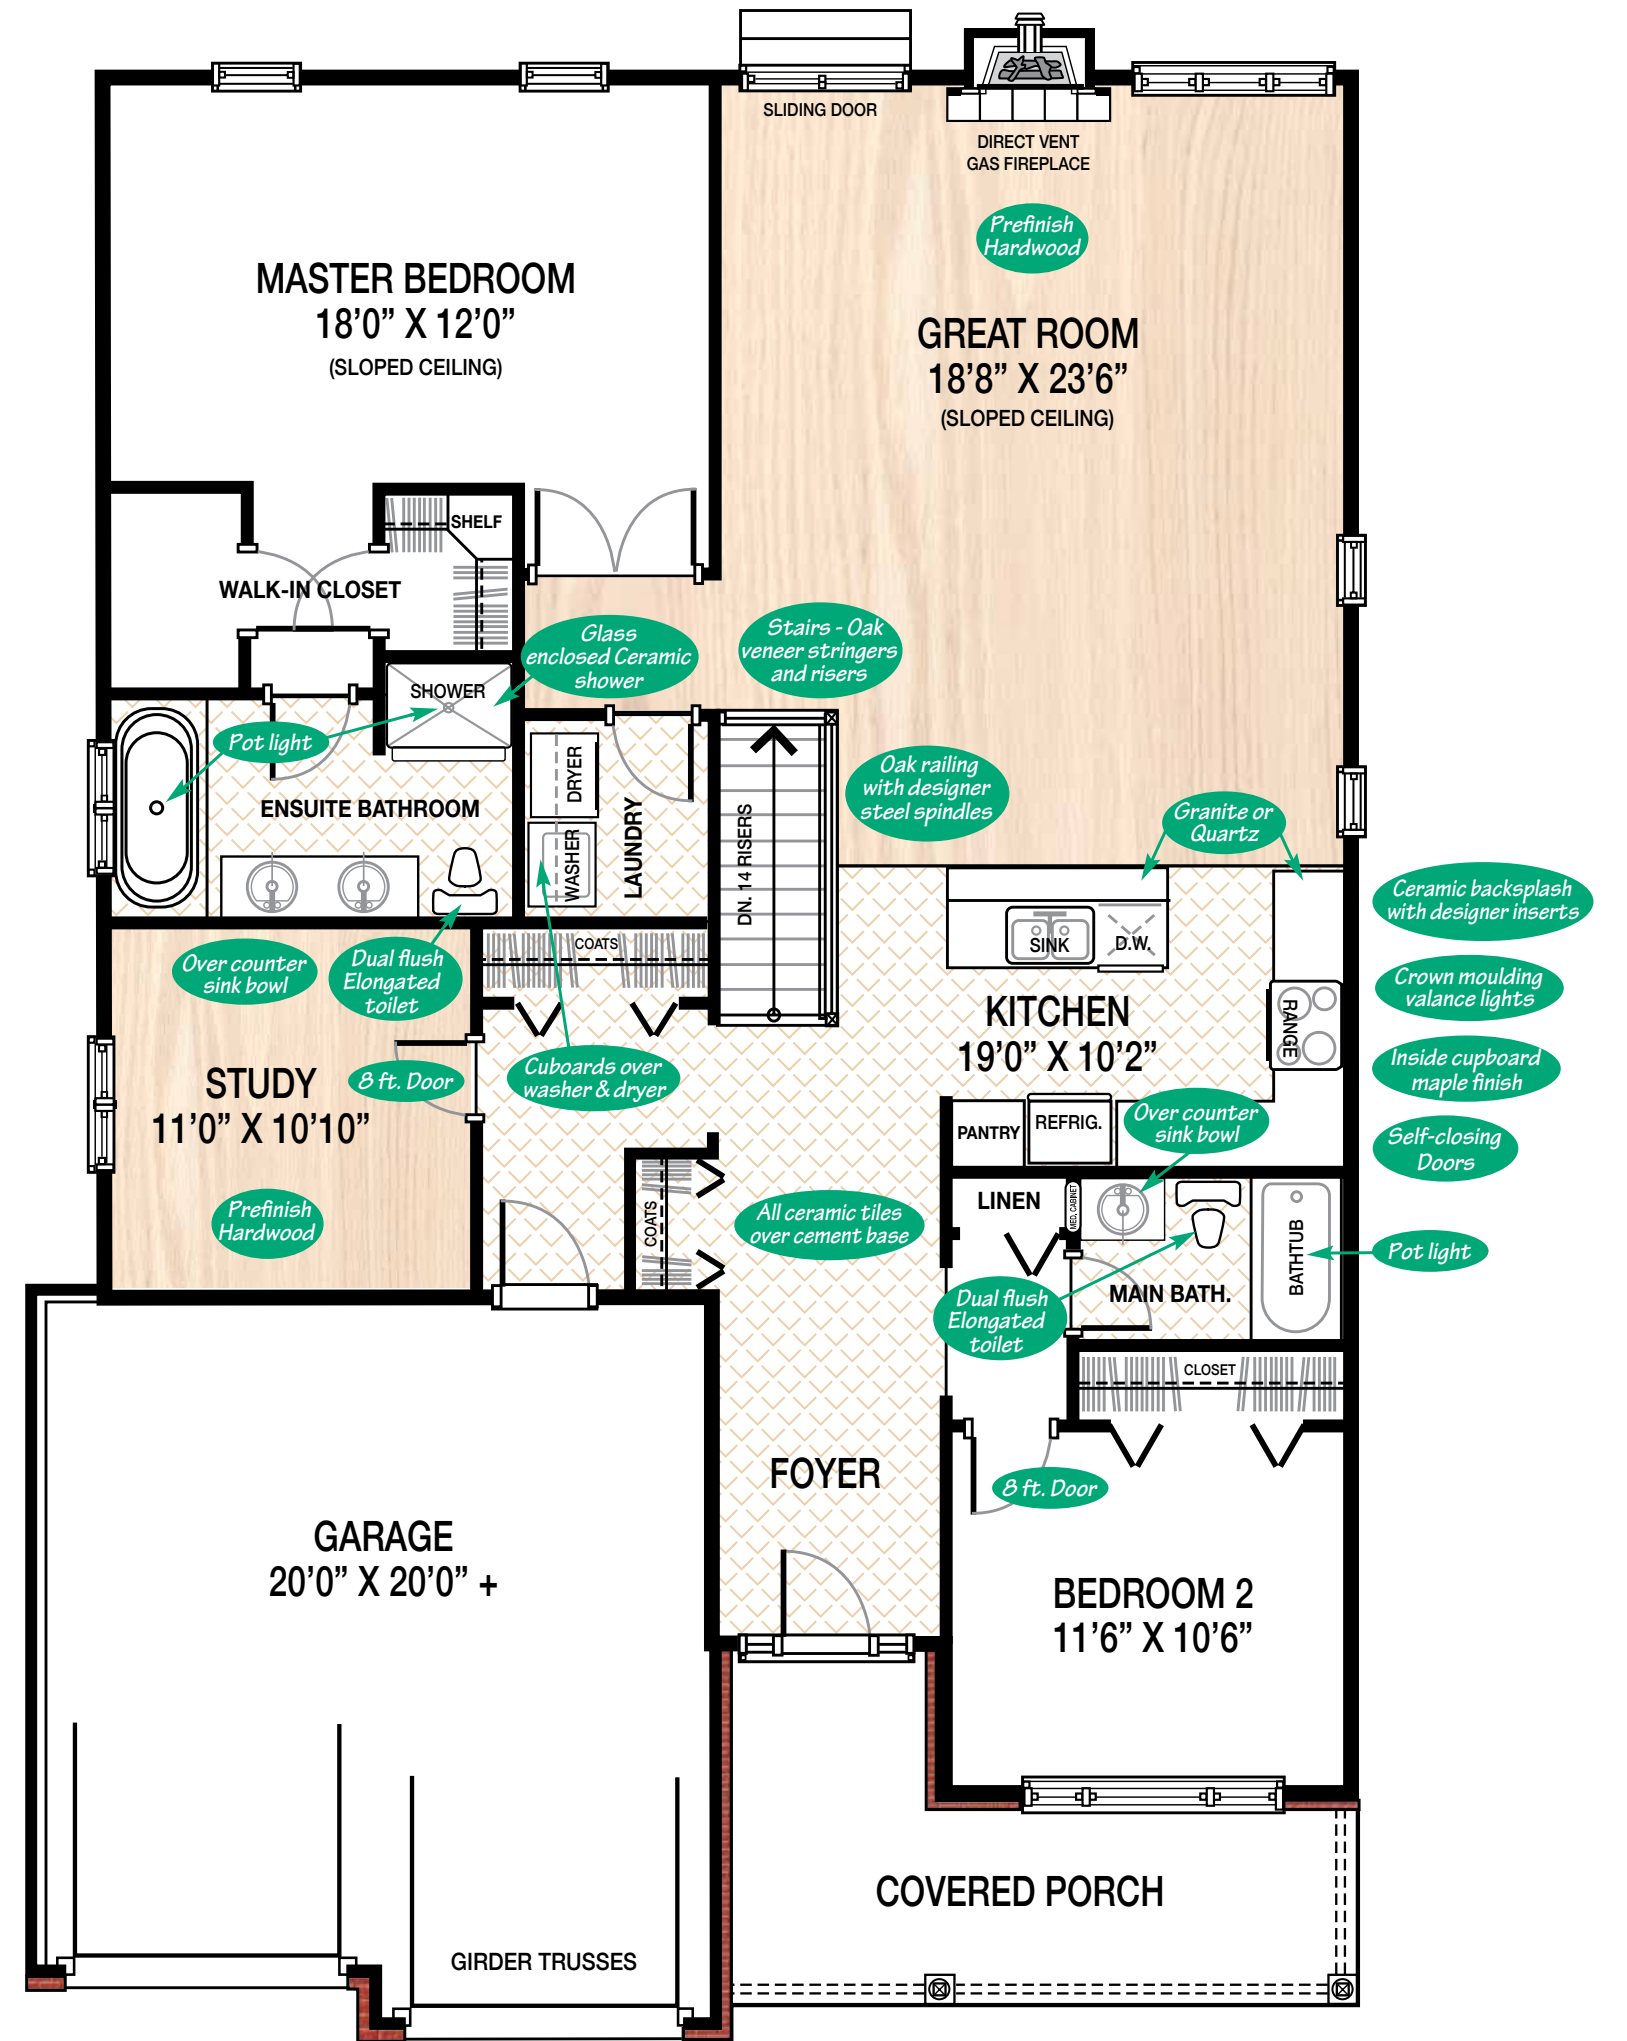 SLIDING DOOR
DIRECT VENT
GAS FIREPLACE
Prefinish
Hardwood
MASTER BEDROOM
18'0” X 12'0”
(SLOPED CEILING)
GREAT ROOM
18'8” X 23'6”
(SLOPED CEILING)
SHELF
WALK-IN CLOSET
Glass
enclosed Ceramic
shower
Stairs - Oak
veneer stringers
and risers
SHOWER
Pot light
DRYER
Oak railing
with designer
steel spindles
ENSUITE BATHROOM
WASHER
LAUNDRY
DN. 14 RISERS
Granite or
Quartz
Ceramic backsplash
with designer inserts
SINK
D.W.
COATS
Over counter
sink bowl
Dual flush
Elongated
toilet
Crown moulding
valance lights
KITCHEN
19'0” X 10'2”
RANGE
Inside cupboard
maple finish
STUDY
11'0” X 10'10”
8 ft. Door
Cuboards over
washer & dryer
PANTRY
REFRIG.
Over counter
sink bowl
Self-closing
Doors
Prefinish
Hardwood
COATS
All ceramic tiles
over cement base
LINEN
MED. CABINET
BATHTUB
Pot light
Dual flush
Elongated
toilet
MAIN BATH.
CLOSET
FOYER
8 ft. Door
GARAGE
20'0” X 20'0” +
BEDROOM 2
11'6” X 10'6”
COVERED PORCH
GIRDER TRUSSES